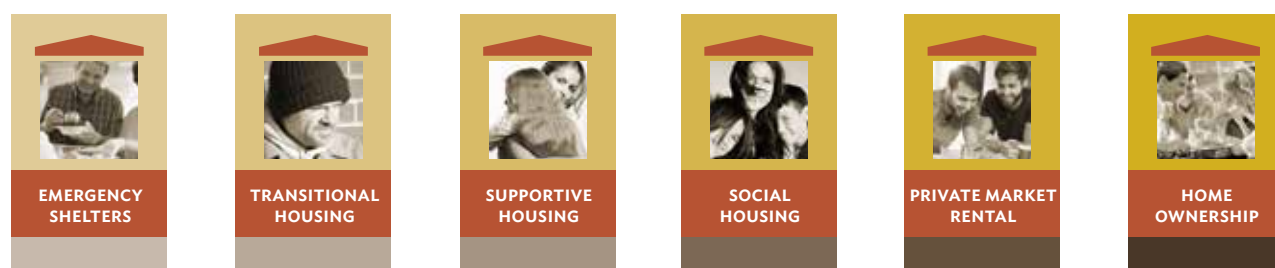 EMERGENCY
SHELTERS
TRANSITIONAL
HOUSING
SUPPORTIVE
HOUSING
SOCIAL
HOUSING
PRIVATE MARKET
RENTAL
HOME
OWNERSHIP